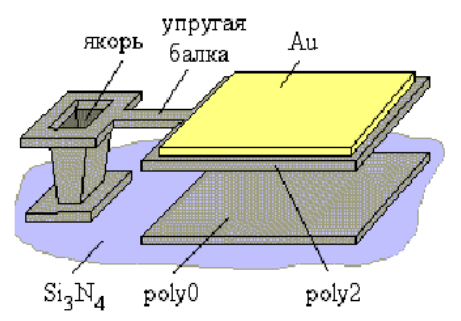 упругая
якорь
балка
Au
Si₃N₄
poly0
poly2